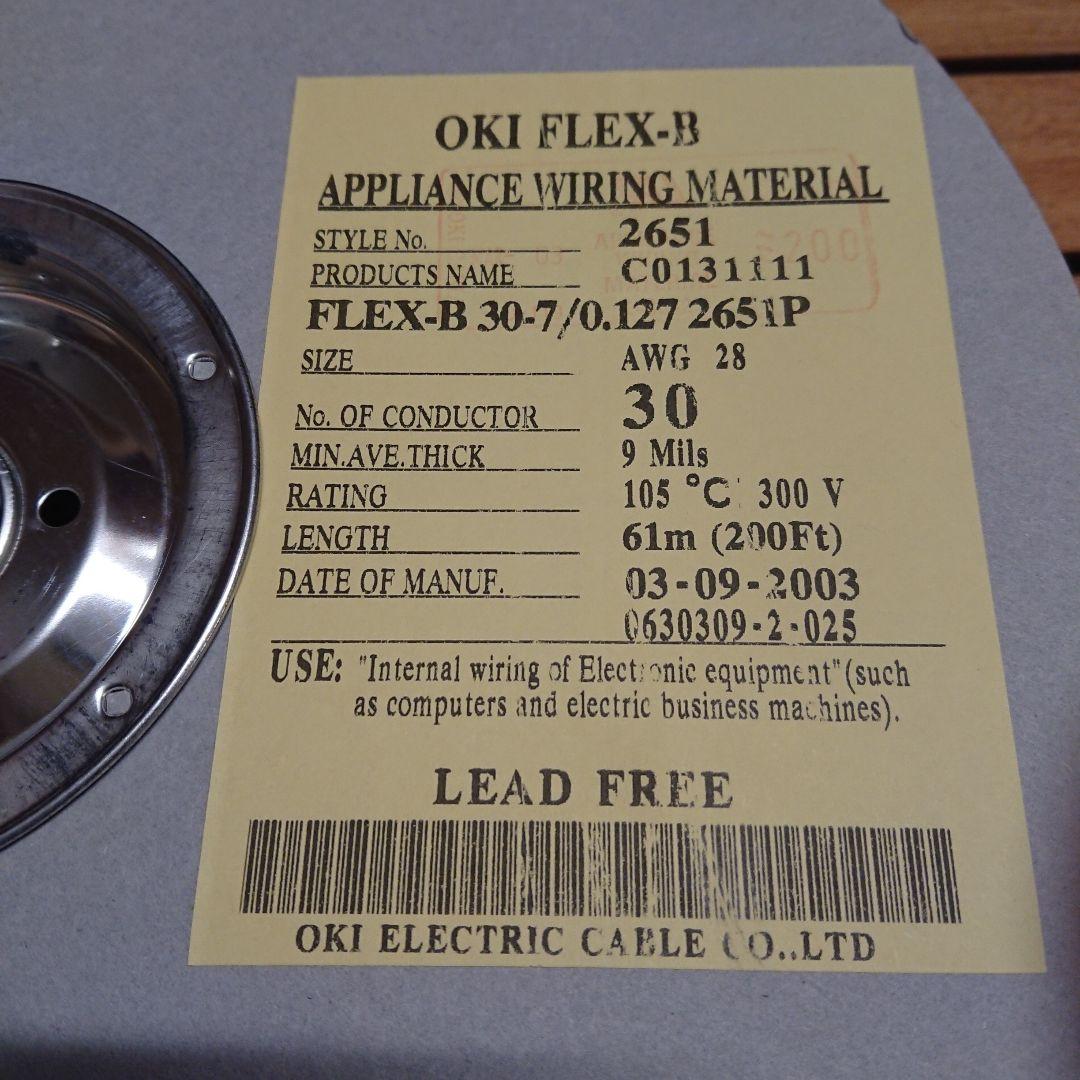 OKI FLEX-B
APPLIANCE WIRING MATERIAL
STYLE No. 2651
PRODUCTS NAME C0131111
FLEX-B 30-7/0.127 2651P
SIZE AWG 28
No. OF CONDUCTOR 30
MIN.AVE.THICK 9 Mils
RATING 105 °C 300 V
LENGTH 61m (200Ft)
DATE OF MANUF. 03-09-2003
0630309-2-025
USE: "Internal wiring of Electronic equipment"(such
as computers and electric business machines).
LEAD FREE
OKI ELECTRIC CABLE CO.,LTD